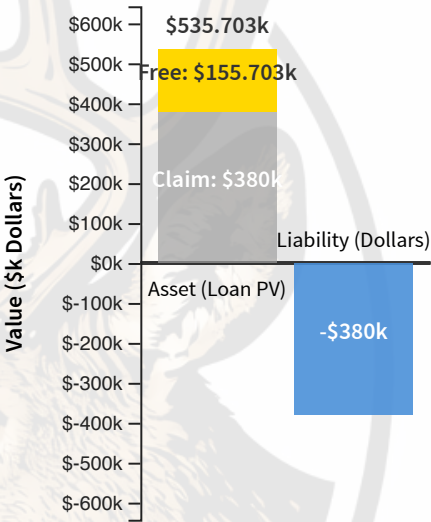 $535.703k
Free: $155.703k
Claim: $380k
Liability (Dollars)
Asset (Loan PV)
-$380k
Value ($k Dollars)
$600k
$500k
$400k
$300k
$200k
$100k
$0k
$-100k
$-200k
$-300k
$-400k
$-500k
$-600k